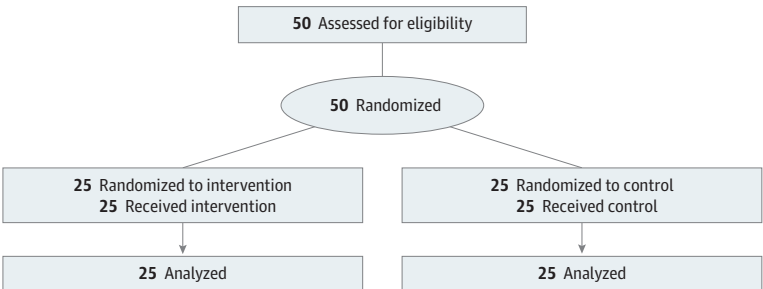 50 Assessed for eligibility
50 Randomized
25 Randomized to intervention
25 Received intervention
25 Randomized to control
25 Received control
25 Analyzed
25 Analyzed